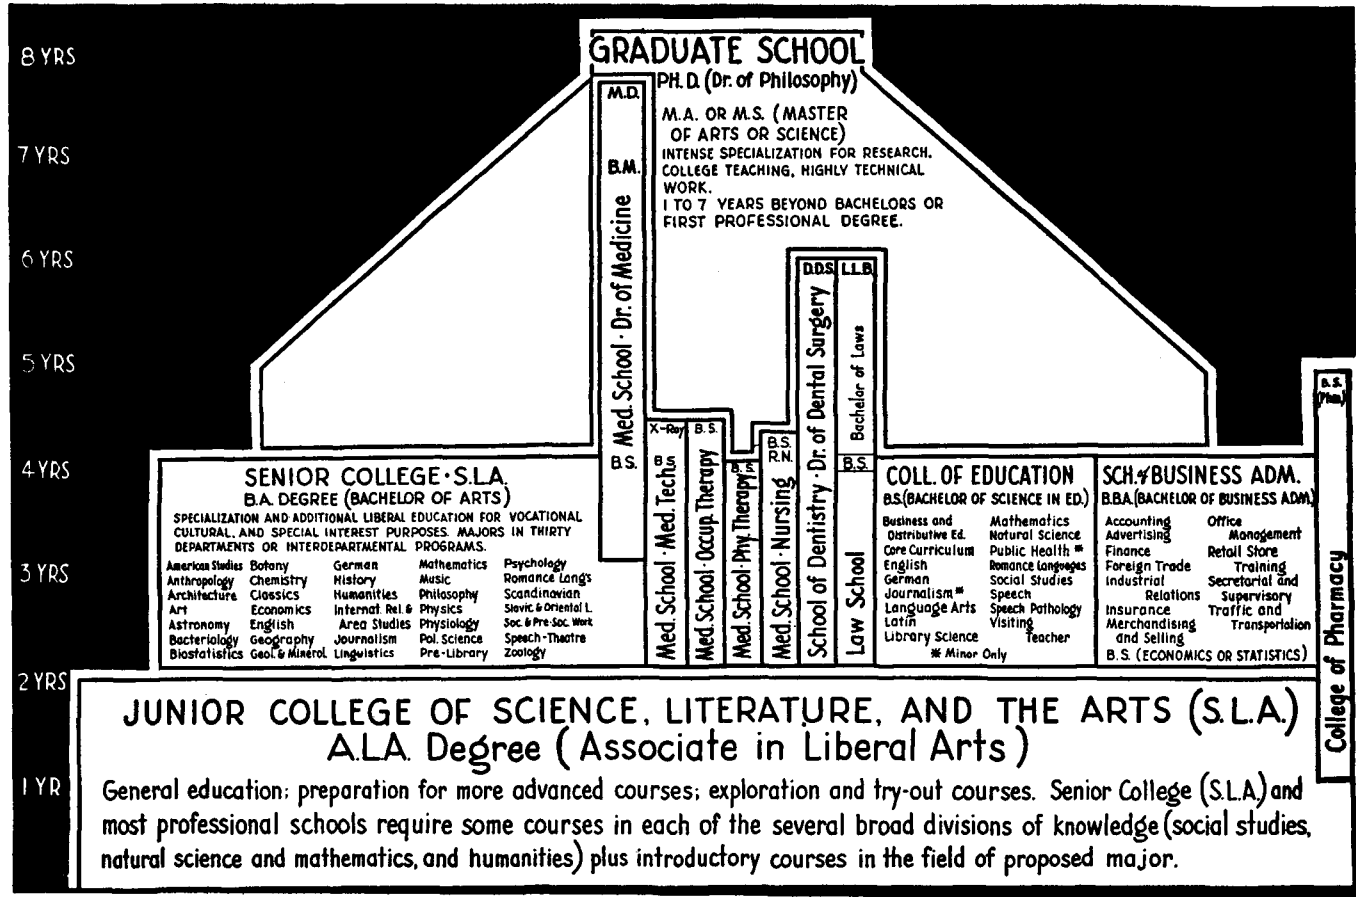 8 YRS
7 YRS
6 YRS
5 YRS
4 YRS
3 YRS
2 YRS
1 YR
GRADUATE SCHOOL
PH.D. (Dr. of Philosophy)
M.A. OR M.S. (MASTER
OF ARTS OR SCIENCE)
INTENSE SPECIALIZATION FOR RESEARCH.
COLLEGE TEACHING, HIGHLY TECHNICAL
WORK.
1 TO 7 YEARS BEYOND BACHELORS OR
FIRST PROFESSIONAL DEGREE.
M.D.
B.M.
Med. School · Dr. of Medicine
B.S.
SENIOR COLLEGE · S.L.A.
B.A. DEGREE (BACHELOR OF ARTS)
SPECIALIZATION AND ADDITIONAL LIBERAL EDUCATION FOR VOCATIONAL
CULTURAL, AND SPECIAL INTEREST PURPOSES. MAJORS IN THIRTY
DEPARTMENTS OR INTERDEPARTMENTAL PROGRAMS.
American Studies
Anthropology
Architecture
Art
Astronomy
Bacteriology
Biostatistics
Botany
Chemistry
Classics
Economics
English
Geography
Geol. & Minerol.
German
History
Humanities
Internat. Rel. &
Area Studies
Journalism
Linguistics
Mathematics
Music
Philosophy
Physics
Physiology
Pol. Science
Pre-Library
Psychology
Romance Lang's
Scandinavian
Slavic & Oriental L.
Soc. & Pre-Soc. Work
Speech-Theatre
Zoology
X-Ray
B.S.
Med. School · Med. Tech.
B.S.
Med. School · Occup. Therapy
B.S.
Med. School · Phy. Therapy
B.S.
R.N.
Med. School · Nursing
D.D.S.
School of Dentistry · Dr. of Dental Surgery
L.L.B.
Bachelor of Laws
B.S.
Law School
COLL. OF EDUCATION
B.S. (BACHELOR OF SCIENCE IN ED.)
Business and
Distributive Ed.
Core Curriculum
English
German
Journalism*
Language Arts
Latin
Library Science
Mathematics
Natural Science
Public Health *
Romance Languages
Social Studies
Speech
Speech Pathology
Visiting
Teacher
* Minor Only
SCH. of BUSINESS ADM.
B.B.A. (BACHELOR OF BUSINESS ADM.)
Accounting
Advertising
Finance
Foreign Trade
Industrial
Relations
Insurance
Merchandising
and Selling
Office
Management
Retail Store
Training
Secretarial and
Supervisory
Traffic and
Transportation
B.S. (ECONOMICS OR STATISTICS)
B.S.
(Phm.)
College of Pharmacy
JUNIOR COLLEGE OF SCIENCE, LITERATURE, AND THE ARTS (S.L.A.)
A.L.A. Degree (Associate in Liberal Arts)
General education; preparation for more advanced courses; exploration and try-out courses. Senior College (S.L.A.) and
most professional schools require some courses in each of the several broad divisions of knowledge (social studies,
natural science and mathematics, and humanities) plus introductory courses in the field of proposed major.